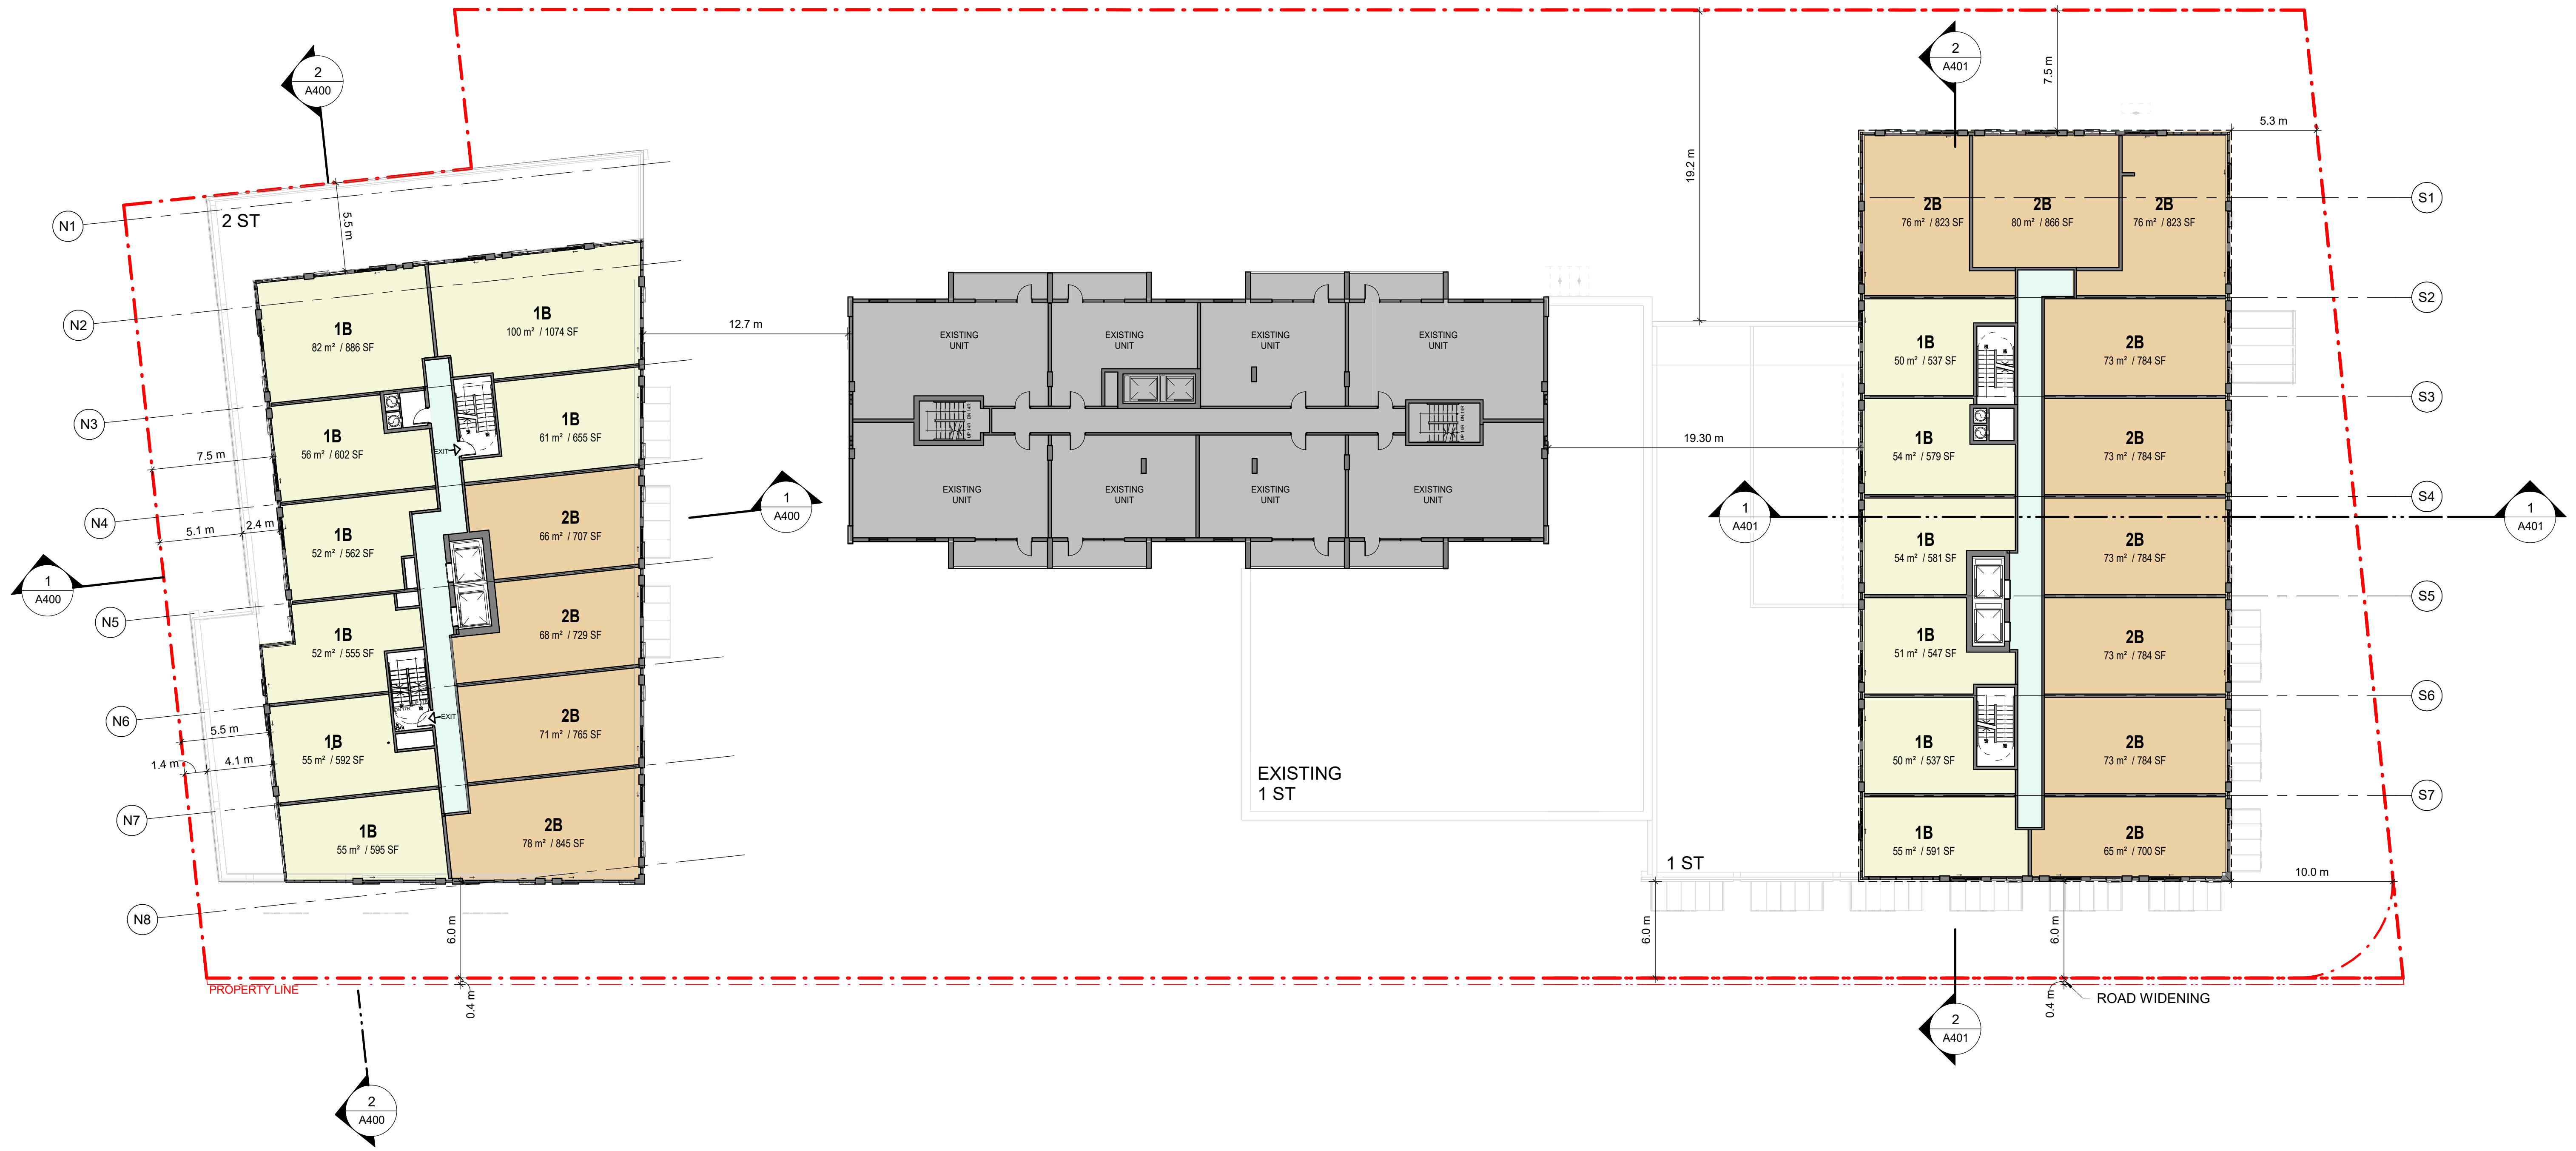 2
A400
2
A401
7.5 m
5.3 m
19.2 m
N1
2 ST
5.5 m
S1
2B
76 m² / 823 SF
2B
80 m² / 866 SF
2B
76 m² / 823 SF
N2
S2
1B
82 m² / 886 SF
1B
100 m² / 1074 SF
12.7 m
EXISTING
UNIT
EXISTING
UNIT
EXISTING
UNIT
EXISTING
UNIT
1B
50 m² / 537 SF
2B
73 m² / 784 SF
N3
S3
1B
56 m² / 602 SF
1B
61 m² / 655 SF
EXIT
7.5 m
19.30 m
1B
54 m² / 579 SF
2B
73 m² / 784 SF
EXISTING
UNIT
EXISTING
UNIT
EXISTING
UNIT
EXISTING
UNIT
N4
5.1 m
2.4 m
1
A400
1
A401
S4
1
A401
1B
52 m² / 562 SF
2B
66 m² / 707 SF
1B
54 m² / 581 SF
2B
73 m² / 784 SF
1
A400
N5
S5
1B
52 m² / 555 SF
2B
68 m² / 729 SF
1B
51 m² / 547 SF
2B
73 m² / 784 SF
N6
S6
5.5 m
EXIT
1B
55 m² / 592 SF
2B
71 m² / 765 SF
1B
50 m² / 537 SF
2B
73 m² / 784 SF
1.4 m
4.1 m
EXISTING
1 ST
N7
S7
1B
55 m² / 595 SF
2B
78 m² / 845 SF
1B
55 m² / 591 SF
2B
65 m² / 700 SF
1 ST
10.0 m
N8
6.0 m
6.0 m
6.0 m
PROPERTY LINE
0.4 m
0.4 m
ROAD WIDENING
2
A401
2
A400